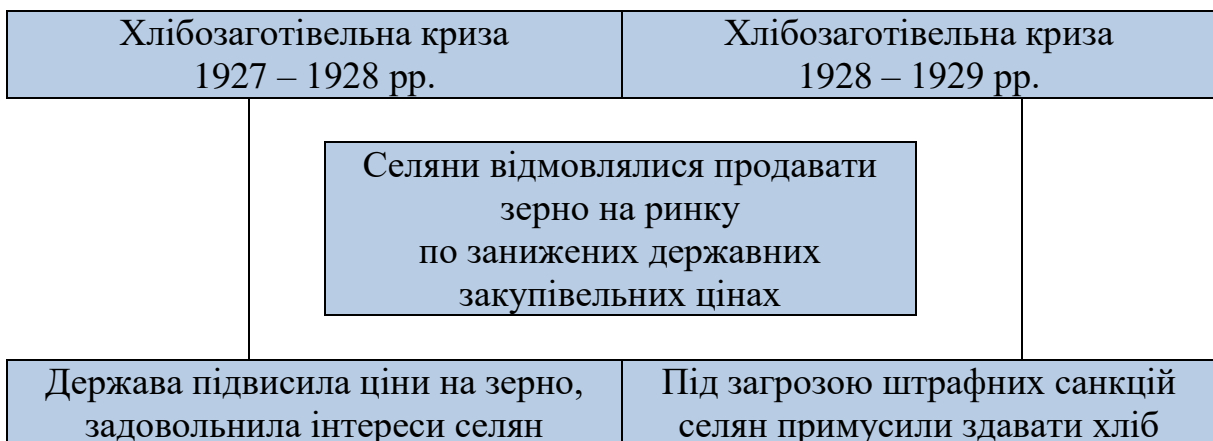 Хлібозаготівельна криза
1927 – 1928 рр.
Хлібозаготівельна криза
1928 – 1929 рр.
Селяни відмовлялися продавати
зерно на ринку
по занижених державних
закупівельних цінах
Держава підвисила ціни на зерно,
задовольнила інтереси селян
Під загрозою штрафних санкцій
селян примусили здавати хліб